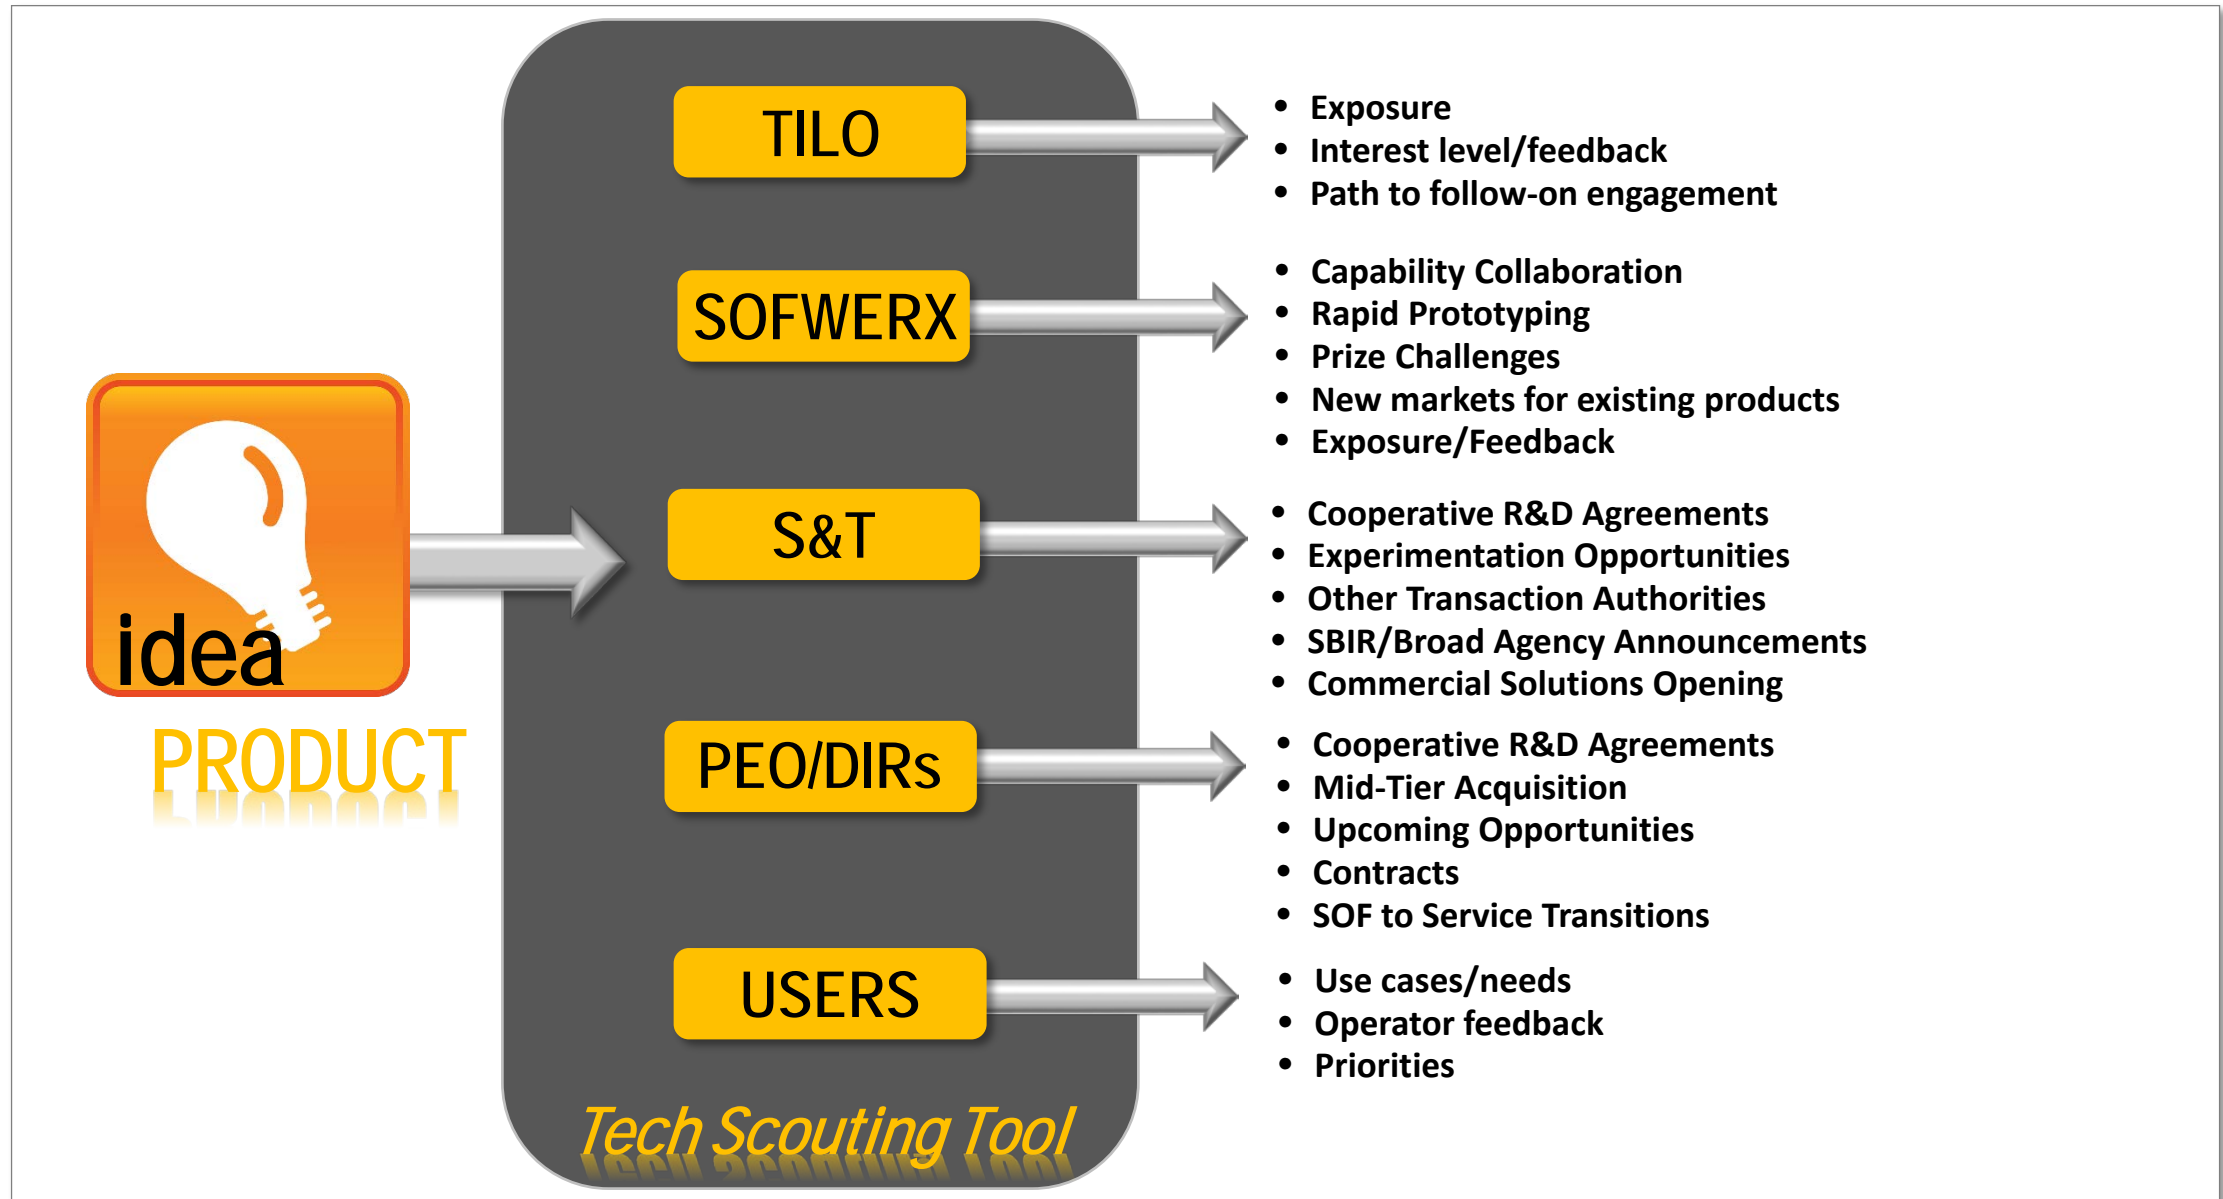 idea
PRODUCT
TILO
• Exposure
• Interest level/feedback
• Path to follow-on engagement
SOFWERX
• Capability Collaboration
• Rapid Prototyping
• Prize Challenges
• New markets for existing products
• Exposure/Feedback
S&T
• Cooperative R&D Agreements
• Experimentation Opportunities
• Other Transaction Authorities
• SBIR/Broad Agency Announcements
• Commercial Solutions Opening
PEO/DIRs
• Cooperative R&D Agreements
• Mid-Tier Acquisition
• Upcoming Opportunities
• Contracts
• SOF to Service Transitions
USERS
• Use cases/needs
• Operator feedback
• Priorities
Tech Scouting Tool